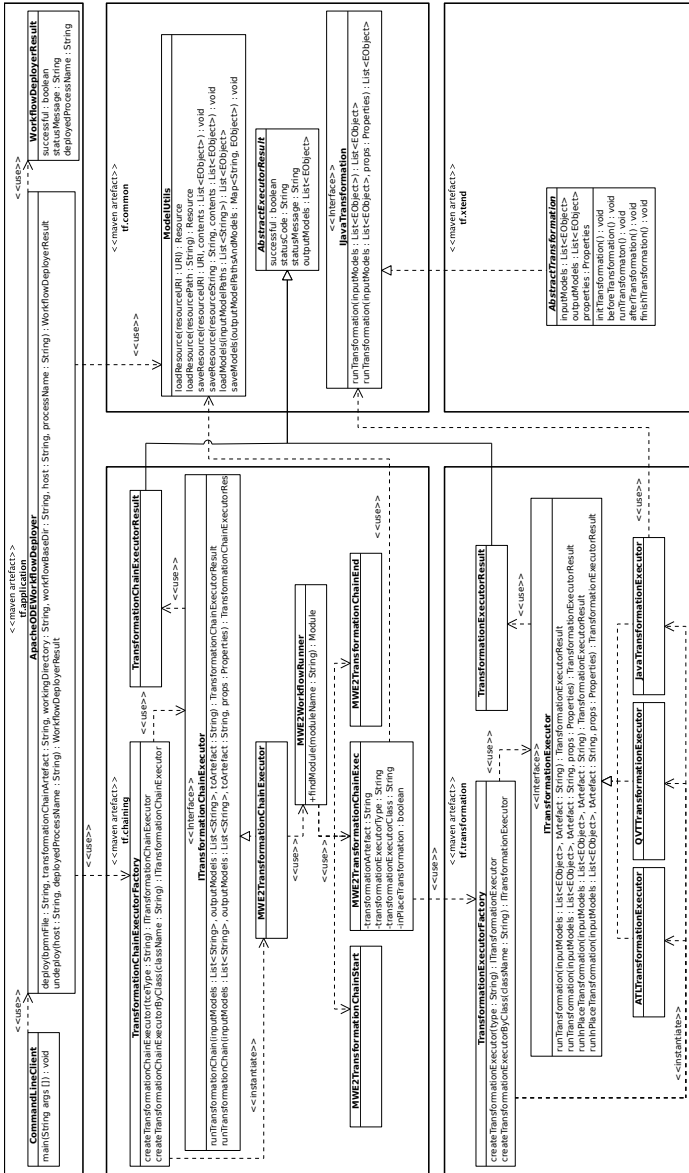 <<maven artefact>>
tf.application
CommandLineClient
main(String args []) : void
<<use>>
ApacheODEWorkflowDeployer
deploy(bpmnFile : String, transformationChainArtefact : String, workingDirectory : String, workflowBaseDir : String, host : String, processName : String) : WorkflowDeployerResult
undeploy(host : String, deployedProcessName : String) : WorkflowDeployerResult
<<use>>
WorkflowDeployerResult
successful : boolean
statusMessage : String
deployedProcessName : String
<<use>>
<<use>>
<<maven artefact>>
tf.chaining
TransformationChainExecutorFactory
createTransformationChainExecutor(tceType : String) : ITransformationChainExecutor
createTransformationChainExecutorByClass(className : String) : ITransformationChainExecutor
<<use>>
TransformationChainExecutorResult
<<use>>
<<Interface>>
ITransformationChainExecutor
runTransformationChain(inputModels : List<String>, outputModels : List<String>, tcArtefact : String) : TransformationChainExecutorResult
runTransformationChain(inputModels : List<String>, outputModels : List<String>, tcArtefact : String, props : Properties) : TransformationChainExecutorRes
<<instantiate>>
MWE2TransformationChainExecutor
<<use>>
MWE2WorkflowRunner
+findModule(moduleName : String) : Module
<<use>>
MWE2TransformationChainStart
MWE2TransformationChainExec
-transformationArtefact : String
-transformationExecutorType : String
-transformationExecutorClass : String
-inPlaceTransformation : boolean
MWE2TransformationChainEnd
<<use>>
<<use>>
<<maven artefact>>
tf.common
ModelUtils
loadResource(resourceURI : URI) : Resource
loadResource(resourcePath : String) : Resource
saveResource(resourceURI : URI, contents : List<EObject>) : void
saveResource(resourceString : String, contents : List<EObject>) : void
loadModels(inputModelPaths : List<String>) : List<EObject>
saveModels(outputModelPathsAndModels : Map<String, EObject>) : void
AbstractExecutorResult
successful : boolean
statusCode : String
statusMessage : String
outputModels : List<EObject>
<<Interface>>
IJavaTransformation
runTransformation(inputModels : List<EObject>) : List<EObject>
runTransformation(inputModels : List<EObject>, props : Properties) : List<EObject>
<<maven artefact>>
tf.transformation
TransformationExecutorFactory
createTransformationExecutor(type : String) : ITransformationExecutor
createTransformationExecutorByClass(className : String) : ITransformationExecutor
<<use>>
TransformationExecutorResult
<<use>>
<<Interface>>
ITransformationExecutor
runTransformation(inputModels : List<EObject>, tArtefact : String) : TransformationExecutorResult
runTransformation(inputModels : List<EObject>, tArtefact : String, props : Properties) : TransformationExecutorResult
runInPlaceTransformation(inputModels : List<EObject>, tArtefact : String) : TransformationExecutorResult
runInPlaceTransformation(inputModels : List<EObject>, tArtefact : String, props : Properties) : TransformationExecutorResult
ATLTransformationExecutor
QVTTransformationExecutor
JavaTransformationExecutor
<<use>>
<<instantiate>>
<<maven artefact>>
tf.xtend
AbstractTransformation
inputModels : List<EObject>
outputModels : List<EObject>
properties : Properties
initTransformation() : void
beforeTransformation() : void
runTransformaton() : void
afterTransformation() : void
finishTransformation() : void